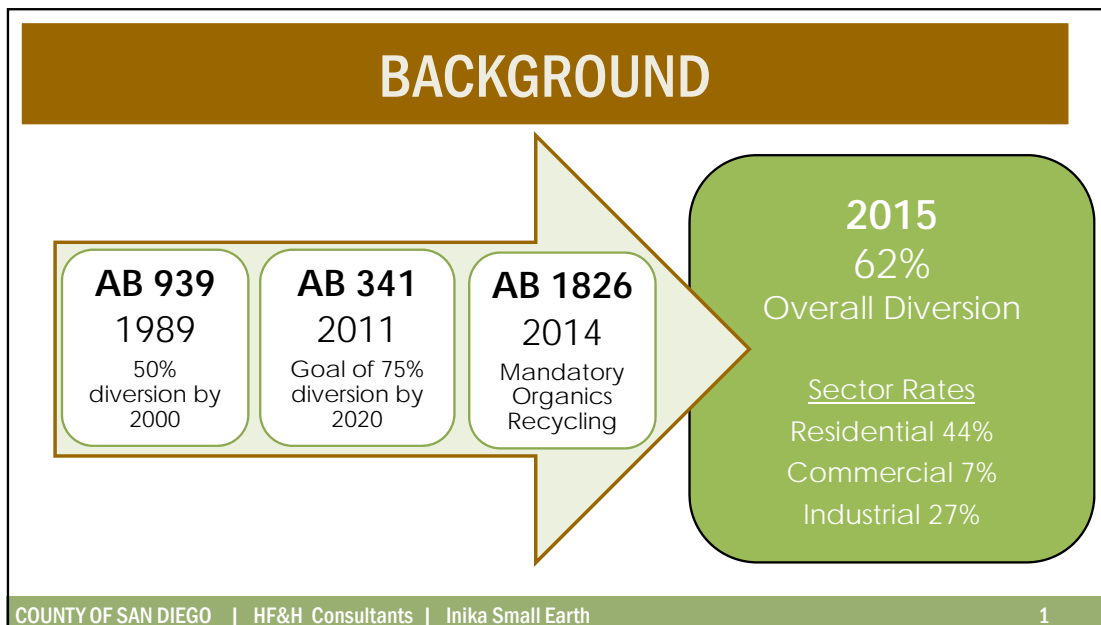 BACKGROUND
AB 939
1989
50%
diversion by
2000
AB 341
2011
Goal of 75%
diversion by
2020
AB 1826
2014
Mandatory
Organics
Recycling
2015
62%
Overall Diversion
Sector Rates
Residential 44%
Commercial 7%
Industrial 27%
COUNTY OF SAN DIEGO | HF&H Consultants | Inika Small Earth 1